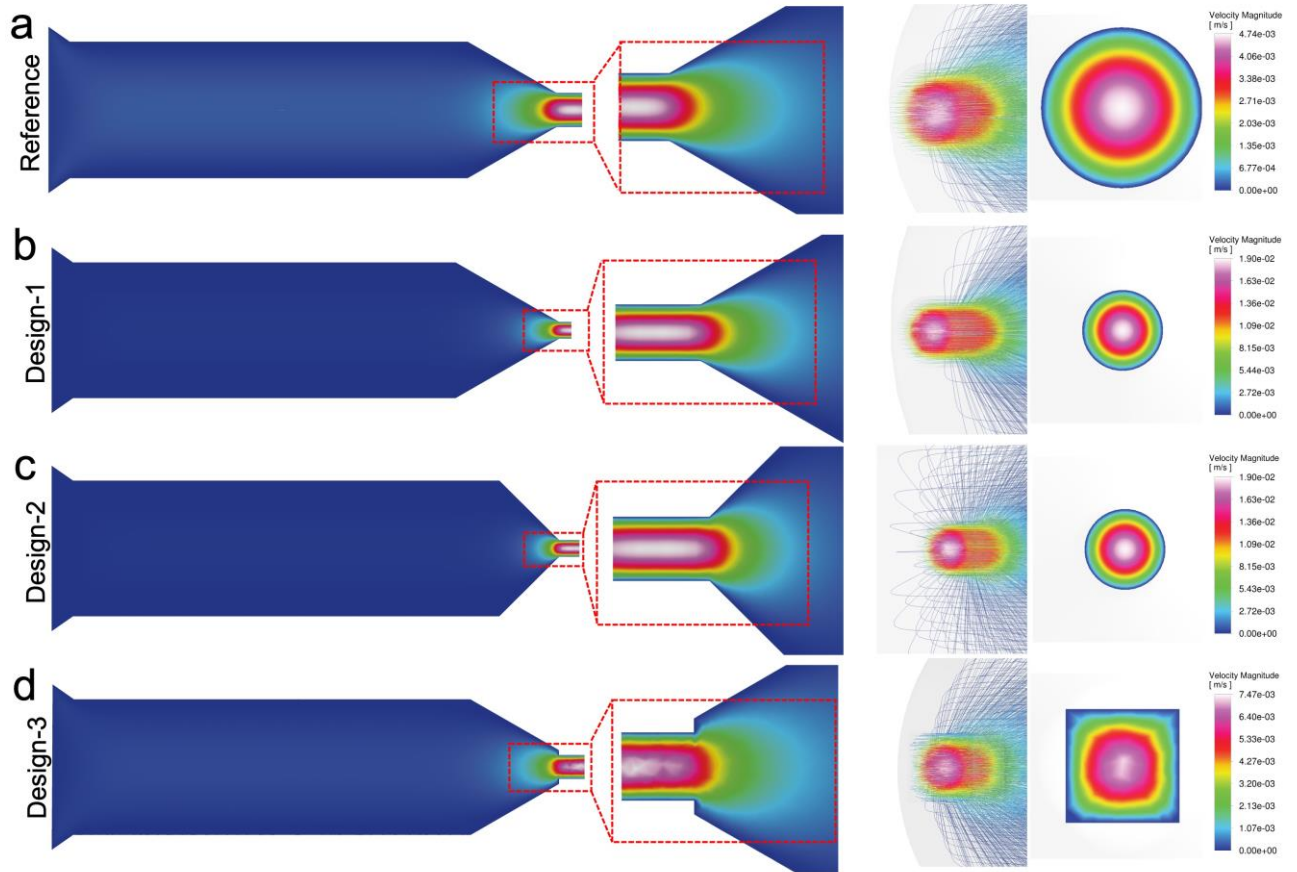 a
Reference
Velocity Magnitude
[ m/s ]
4.74e-03
4.06e-03
3.38e-03
2.71e-03
2.03e-03
1.35e-03
6.77e-04
0.00e+00
b
Design-1
Velocity Magnitude
[ m/s ]
1.90e-02
1.63e-02
1.36e-02
1.09e-02
8.15e-03
5.44e-03
2.72e-03
0.00e+00
c
Design-2
Velocity Magnitude
[ m/s ]
1.90e-02
1.63e-02
1.36e-02
1.09e-02
8.15e-03
5.43e-03
2.72e-03
0.00e+00
d
Design-3
Velocity Magnitude
[ m/s ]
7.47e-03
6.40e-03
5.33e-03
4.27e-03
3.20e-03
2.13e-03
1.07e-03
0.00e+00